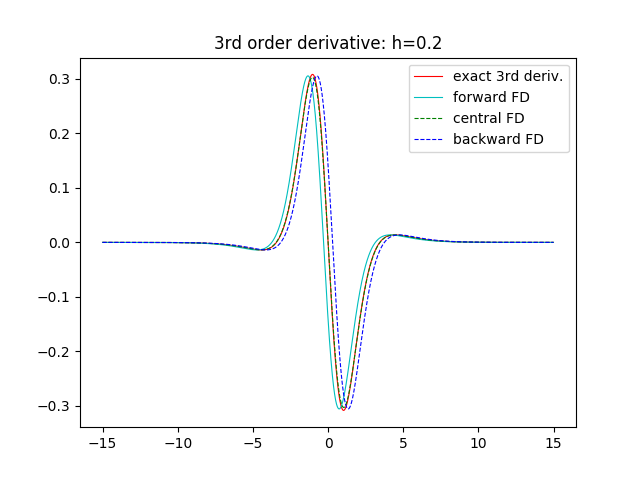 3rd order derivative: h=0.2
exact 3rd deriv.
forward FD
central FD
backward FD
0.3
0.2
0.1
0.0
−0.1
−0.2
−0.3
−15
−10
−5
0
5
10
15